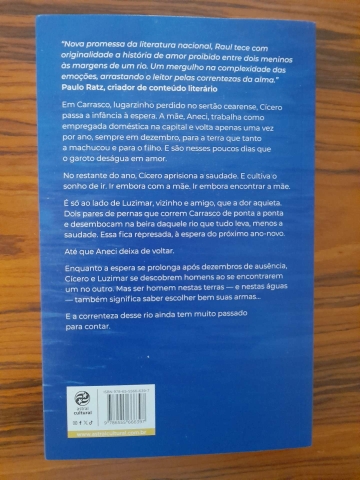 "Nova promessa da literatura nacional, Raul tece com
originalidade a história de amor proibido entre dois meninos
às margens de um rio. Um mergulho na complexidade das
emoções, arrastando o leitor pelas correntezas da alma."
Paulo Ratz, criador de conteúdo literário
Em Carrasco, lugarzinho perdido no sertão cearense, Cícero
passa a infância à espera. A mãe, Aneci, trabalha como
empregada doméstica na capital e volta apenas uma vez
por ano, sempre em dezembro, para a terra que tanto
a machucou e para o filho. E são nesses poucos dias que
o garoto deságua em amor.
No restante do ano, Cícero aprisiona a saudade. E cultiva o
sonho de ir. Ir embora com a mãe. Ir embora encontrar a mãe.
É só ao lado de Luzimar, vizinho e amigo, que a dor aquieta.
Dois pares de pernas que correm Carrasco de ponta a ponta
e desembocam na beira daquele rio que tudo leva, menos a
saudade. Essa fica represada, à espera do próximo ano-novo.
Até que Aneci deixa de voltar.
Enquanto a espera se prolonga após dezembros de ausência,
Cícero e Luzimar se descobrem homens ao se encontrarem
um no outro. Mas ser homem nestas terras — e nestas águas
— também significa saber escolher bem suas armas...
E a correnteza desse rio ainda tem muito passado
para contar.
astral
cultural